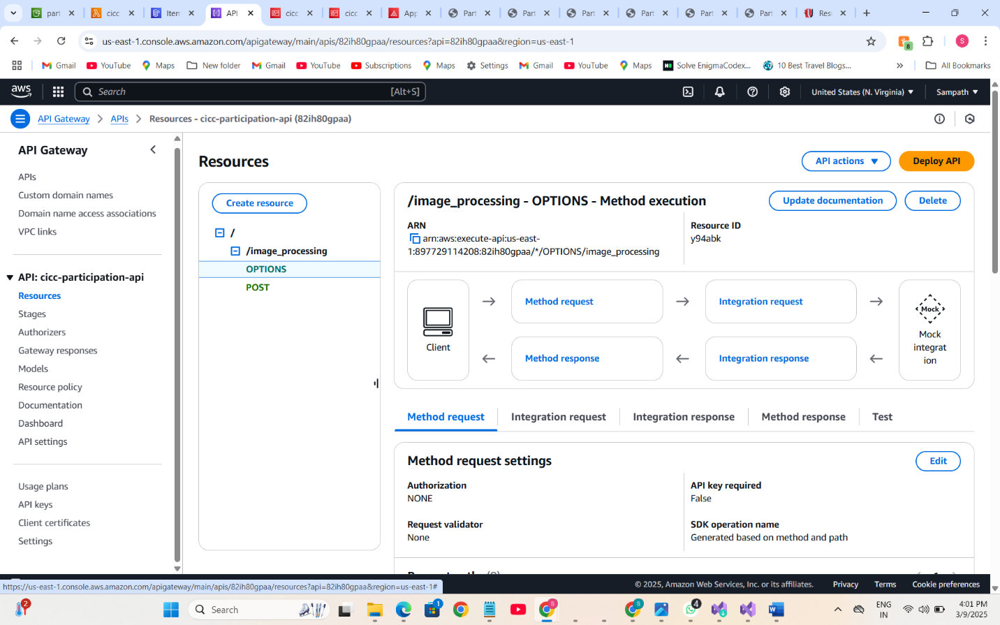 part
cicc
Iten
API
cicc
cicc
App
Part
Part
Part
Part
Part
Part
Resu
us-east-1.console.aws.amazon.com/apigateway/main/apis/82ih80gpaa/resources?api=82ih80gpaa&region=us-east-1
8
S
Gmail
YouTube
Maps
New folder
Gmail
YouTube
Subscriptions
Maps
Settings
Gmail
YouTube
Maps
Solve EnigmaCodex...
10 Best Travel Blogs...
All Bookmarks
aws
Search
[Alt+S]
United States (N. Virginia)
Sampath
API Gateway
APIs
Resources - cicc-participation-api (82ih80gpaa)
API Gateway
APIs
Custom domain names
Domain name access associations
VPC links
API: cicc-participation-api
Resources
Stages
Authorizers
Gateway responses
Models
Resource policy
Documentation
Dashboard
API settings
Usage plans
API keys
Client certificates
Settings
Resources
API actions
Deploy API
Create resource
/
/image_processing
OPTIONS
POST
/image_processing - OPTIONS - Method execution
Update documentation
Delete
ARN
arn:aws:execute-api:us-east-
1:897729114208:82ih80gpaa/*/OPTIONS/image_processing
Resource ID
y94abk
Client
Method request
Integration request
Method response
Integration response
Mock
Mock
integrat
ion
Method request
Integration request
Integration response
Method response
Test
Method request settings
Edit
Authorization
NONE
API key required
False
Request validator
None
SDK operation name
Generated based on method and path
https://us-east-1.console.aws.amazon.com/apigateway/main/apis/82ih80gpaa/resources?api=82ih80gpaa&region=us-east-1#
© 2025, Amazon Web Services, Inc. or its affiliates.
Privacy
Terms
Cookie preferences
2
Search
1
S
S
4
ENG
IN
4:01 PM
3/9/2025